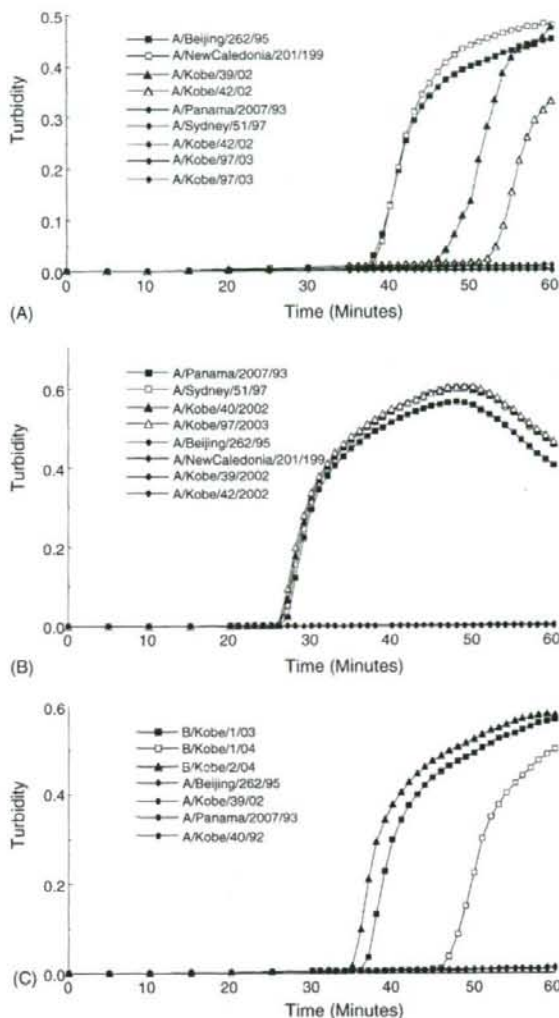 0.5
0.4
0.3
0.2
0.1
0.0
Turbidity
A/Beijing/262/95
A/NewCaledonia/201/199
A/Kobe/39/02
A/Kobe/42/02
A/Panama/2007/93
A/Sydney/51/97
A/Kobe/42/02
A/Kobe/97/03
A/Kobe/97/03
0 10 20 30 40 50 60
Time (Minutes)
(A)
0.6
0.4
0.2
0.0
Turbidity
A/Panama/2007/93
A/Sydney/51/97
A/Kobe/40/2002
A/Kobe/97/2003
A/Beijing/262/95
A/NewCaledonia/201/199
A/Kobe/39/2002
A/Kobe/42/2002
0 10 20 30 40 50 60
Time (Minutes)
(B)
0.6
0.4
0.2
0.0
Turbidity
B/Kobe/1/03
B/Kobe/1/04
B/Kobe/2/04
A/Beijing/262/95
A/Kobe/39/02
A/Panama/2007/93
A/Kobe/40/92
0 10 20 30 40 50 60
Time (Minutes)
(C)